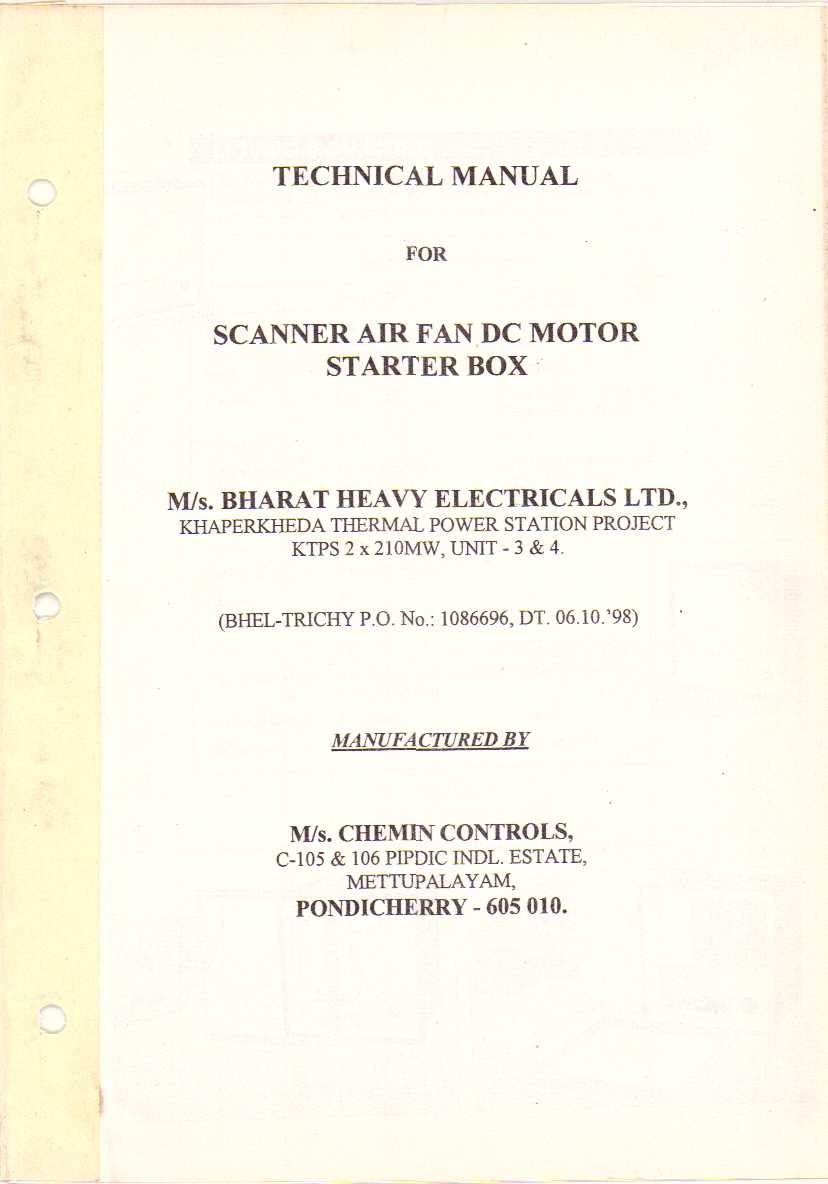 TECHNICAL MANUAL
FOR
SCANNER AIR FAN DC MOTOR
STARTER BOX
M/s. BHARAT HEAVY ELECTRICALS LTD.,
KHAPERKHEDA THERMAL POWER STATION PROJECT
KTPS 2 x 210MW, UNIT - 3 & 4.
(BHEL-TRICHY P.O. No.: 1086696, DT. 06.10.'98)
MANUFACTURED BY
M/s. CHEMIN CONTROLS,
C-105 & 106 PIPDIC INDL. ESTATE,
METTUPALAYAM,
PONDICHERRY - 605 010.